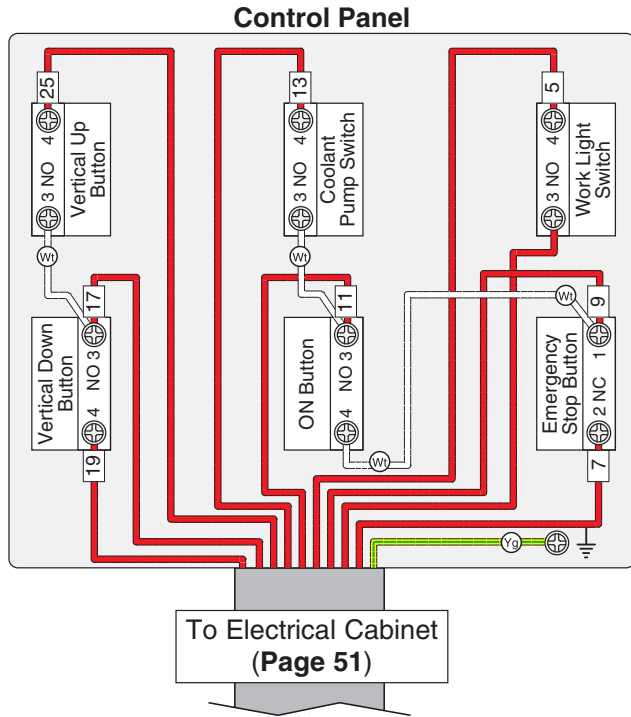 Control Panel
25
4
3 NO
Vertical Up
Button
Wt
13
4
3 NO
Coolant
Pump Switch
Wt
5
4
3 NO
Work Light
Switch
17
NO 3
4
Vertical Down
Button
19
11
NO 3
4
ON Button
Wt
Wt
9
1
2 NC
Emergency
Stop Button
7
Yg
To Electrical Cabinet
(Page 51)